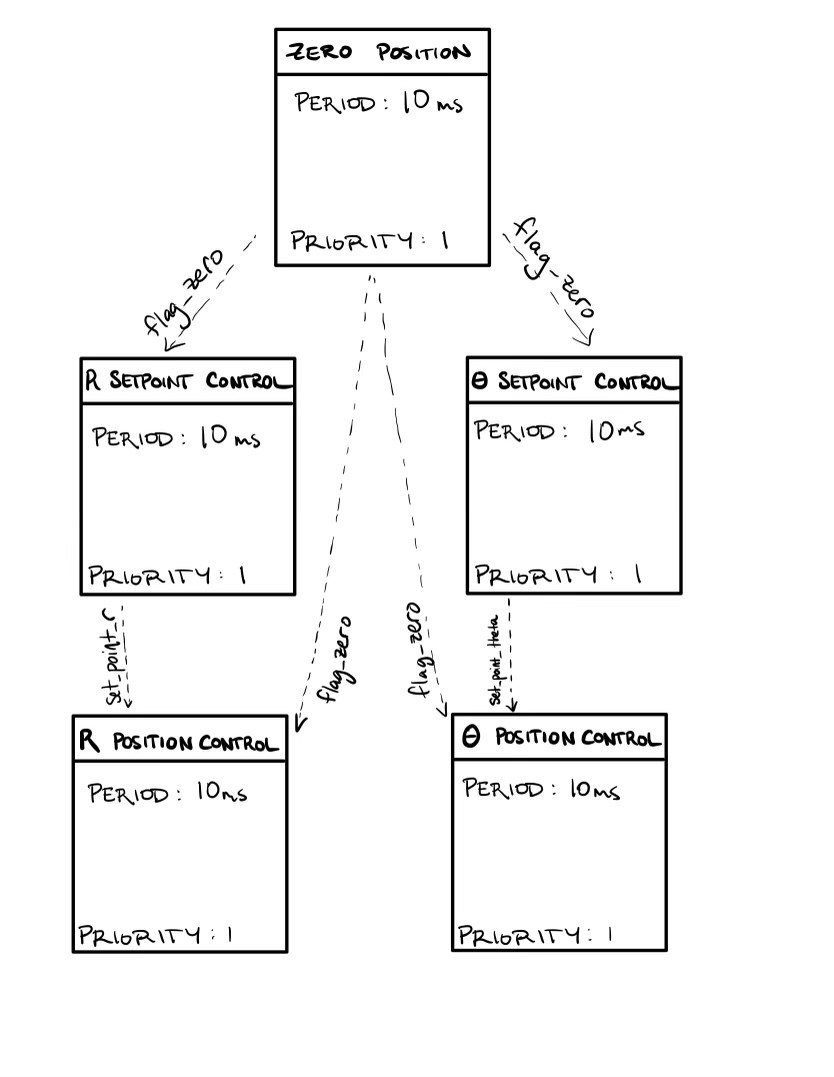 ZERO POSITION
PERIOD: 10 ms
PRIORITY: 1
flag_zero
flag_zero
R SETPOINT CONTROL
PERIOD: 10 ms
PRIORITY: 1
Θ SETPOINT CONTROL
PERIOD: 10 ms
PRIORITY: 1
set_point_r
flag_zero
flag_zero
set_point_theta
R POSITION CONTROL
PERIOD: 10ms
PRIORITY: 1
Θ POSITION CONTROL
PERIOD: 10ms
PRIORITY: 1